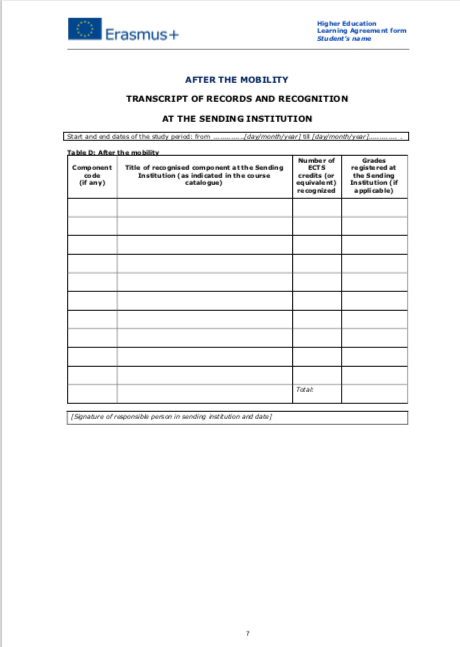 Erasmus+
Higher Education
Learning Agreement form
Student's name
AFTER THE MOBILITY
TRANSCRIPT OF RECORDS AND RECOGNITION
AT THE SENDING INSTITUTION
Start and end dates of the study period: from .............[day/month/year] till [day/month/year]............. .
Table D: After the mobility
Component
code
(if any)
Title of recognised component at the Sending
Institution (as indicated in the course
catalogue)
Number of
ECTS
credits (or
equivalent)
recognized
Grades
registered at
the Sending
Institution (if
applicable)
Total:
[Signature of responsible person in sending institution and date]
7